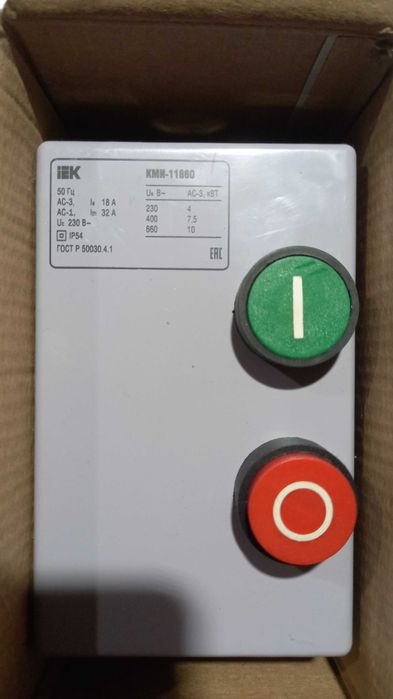 IEK
КМИ-11860
50 Гц
АС-3, Iе 18 А
АС-1, Ith 32 А
Uс 230 В~
IP54
ГОСТ Р 50030.4.1
Uе В~ АС-3, кВТ
230 4
400 7,5
660 10
ЕАС